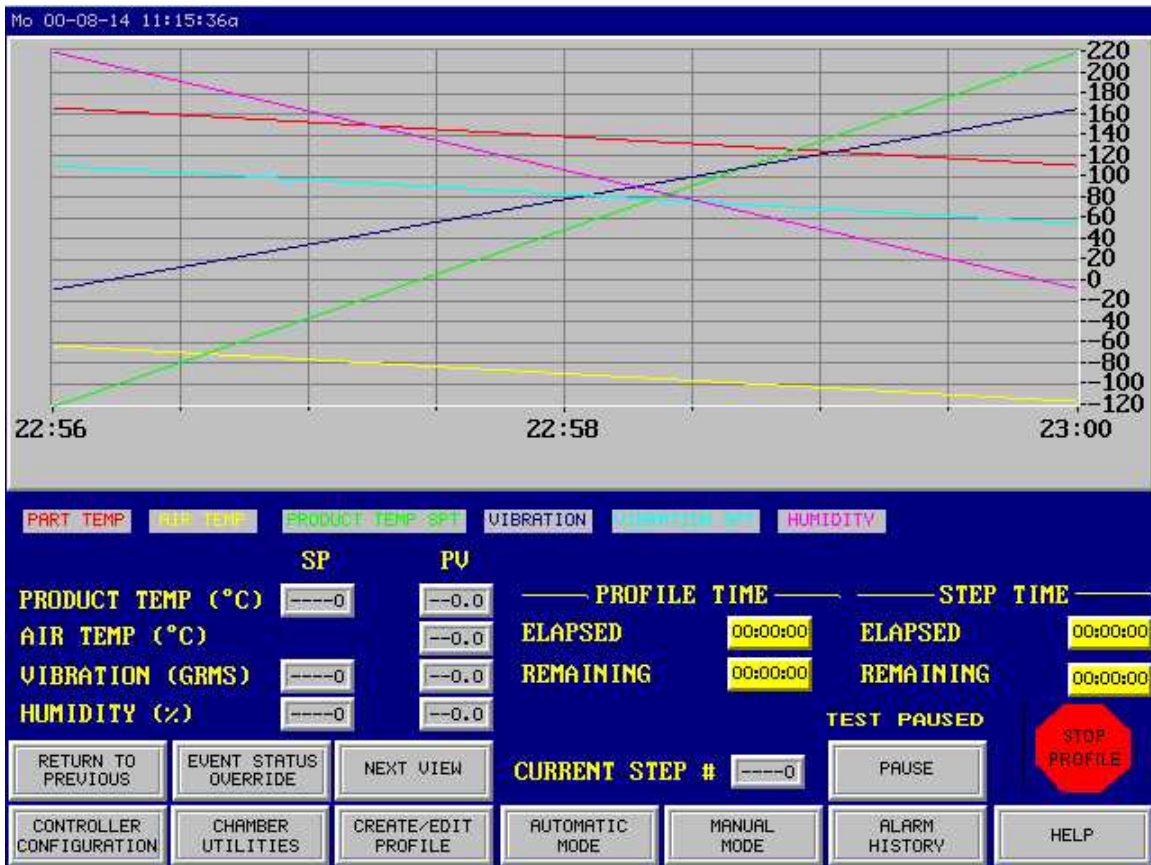 Mo 00-08-14 11:15:36a
220
200
180
160
140
120
100
80
60
40
20
0
-20
-40
-60
-80
-100
-120
22:56 22:58 23:00
PART TEMP AIR TEMP PRODUCT TEMP SPT VIBRATION VIBRATION SPT HUMIDITY
SP PV
PRODUCT TEMP (°C) ----0 --0.0
AIR TEMP (°C) --0.0
VIBRATION (GRMS) ----0 --0.0
HUMIDITY (%) ----0 --0.0
PROFILE TIME
ELAPSED 00:00:00
REMAINING 00:00:00
STEP TIME
ELAPSED 00:00:00
REMAINING 00:00:00
TEST PAUSED
RETURN TO
PREVIOUS
EVENT STATUS
OVERRIDE
NEXT VIEW
CURRENT STEP # ----0
PAUSE
STOP
PROFILE
CONTROLLER
CONFIGURATION
CHAMBER
UTILITIES
CREATE/EDIT
PROFILE
AUTOMATIC
MODE
MANUAL
MODE
ALARM
HISTORY
HELP